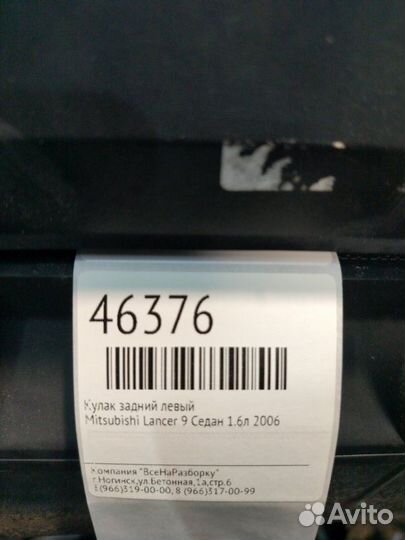 46376
Кулак задний левый
Mitsubishi Lancer 9 Седан 1.6л 2006
Компания "ВсеНаРазборку"
г.Ногинск,ул.Бетонная,1а,стр.6
8(966)319-00-00, 8 (966)317-00-99
Avito